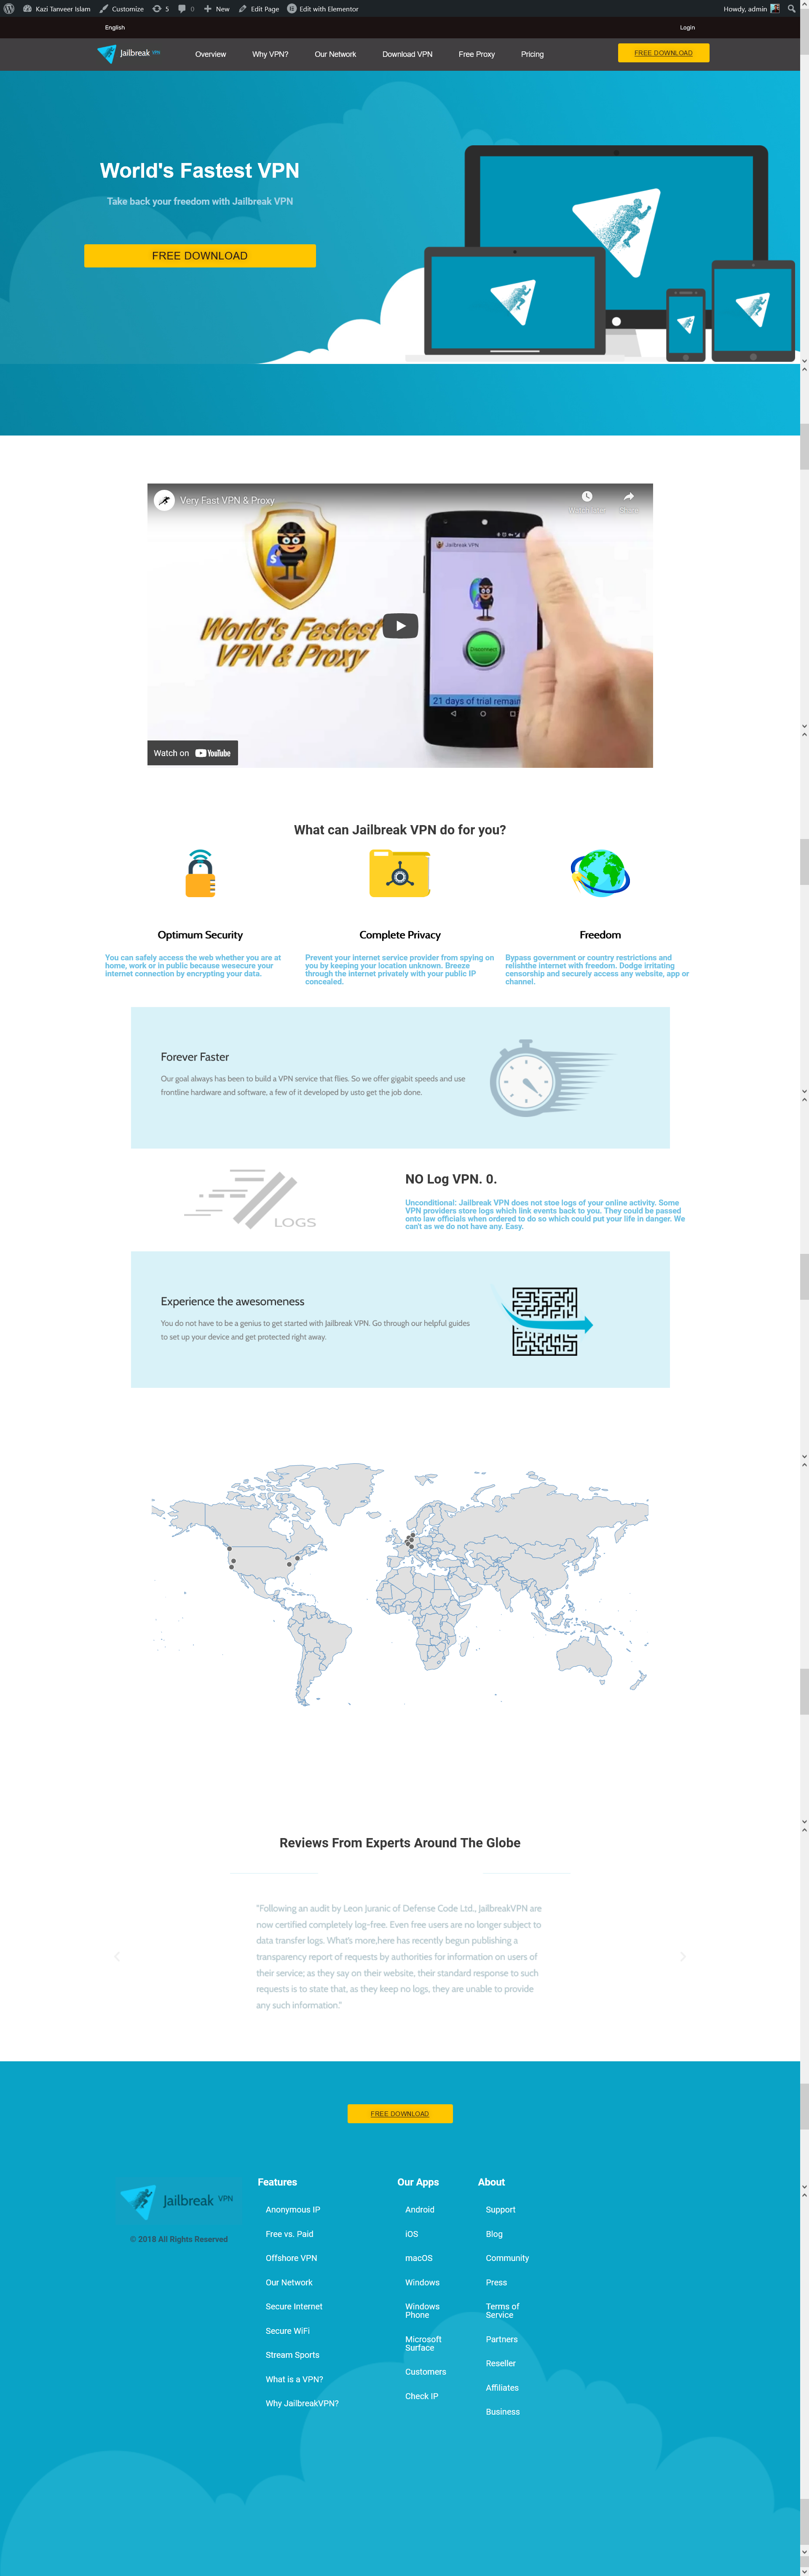 Kazi Tanveer Islam Customize 5 0 New Edit Page Edit with Elementor Howdy, admin
English Login
Jailbreak VPN Overview Why VPN? Our Network Download VPN Free Proxy Pricing FREE DOWNLOAD
World's Fastest VPN
Take back your freedom with Jailbreak VPN
FREE DOWNLOAD
Very Fast VPN & Proxy
Watch later Share
Jailbreak VPN
World's Fastest
VPN & Proxy
Disconnect
21 days of trial remain
Watch on YouTube
What can Jailbreak VPN do for you?
Optimum Security
You can safely access the web whether you are at
home, work or in public because wesecure your
internet connection by encrypting your data.
Complete Privacy
Prevent your internet service provider from spying on
you by keeping your location unknown. Breeze
through the internet privately with your public IP
concealed.
Freedom
Bypass government or country restrictions and
relishthe internet with freedom. Dodge irritating
censorship and securely access any website, app or
channel.
Forever Faster
Our goal always has been to build a VPN service that flies. So we offer gigabit speeds and use
frontline hardware and software, a few of it developed by usto get the job done.
LOGS
NO Log VPN. 0.
Unconditional: Jailbreak VPN does not stoe logs of your online activity. Some
VPN providers store logs which link events back to you. They could be passed
onto law officials when ordered to do so which could put your life in danger. We
can't as we do not have any. Easy.
Experience the awesomeness
You do not have to be a genius to get started with Jailbreak VPN. Go through our helpful guides
to set up your device and get protected right away.
Reviews From Experts Around The Globe
"Following an audit by Leon Juranic of Defense Code Ltd., JailbreakVPN are
now certified completely log-free. Even free users are no longer subject to
data transfer logs. What's more,here has recently begun publishing a
transparency report of requests by authorities for information on users of
their service; as they say on their website, their standard response to such
requests is to state that, as they keep no logs, they are unable to provide
any such information."
FREE DOWNLOAD
Jailbreak VPN
© 2018 All Rights Reserved
Features
Anonymous IP
Free vs. Paid
Offshore VPN
Our Network
Secure Internet
Secure WiFi
Stream Sports
What is a VPN?
Why JailbreakVPN?
Our Apps
Android
iOS
macOS
Windows
Windows
Phone
Microsoft
Surface
Customers
Check IP
About
Support
Blog
Community
Press
Terms of
Service
Partners
Reseller
Affiliates
Business